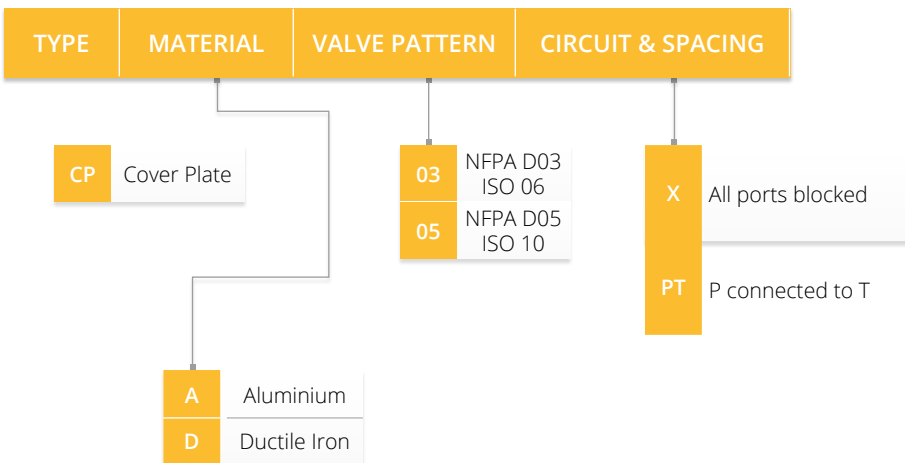 TYPE MATERIAL VALVE PATTERN CIRCUIT & SPACING
CP Cover Plate
03 NFPA D03
ISO 06
05 NFPA D05
ISO 10
X All ports blocked
PT P connected to T
A Aluminium
D Ductile Iron